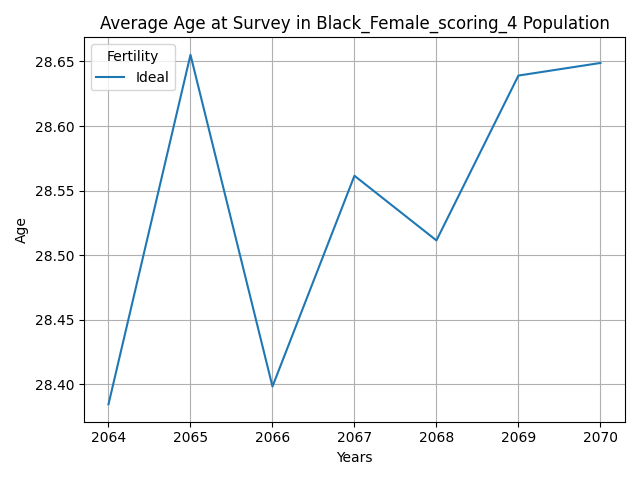 Average Age at Survey in Black_Female_scoring_4 Population
Fertility
Ideal
28.65
28.60
28.55
28.50
28.45
28.40
Age
2064 2065 2066 2067 2068 2069 2070
Years